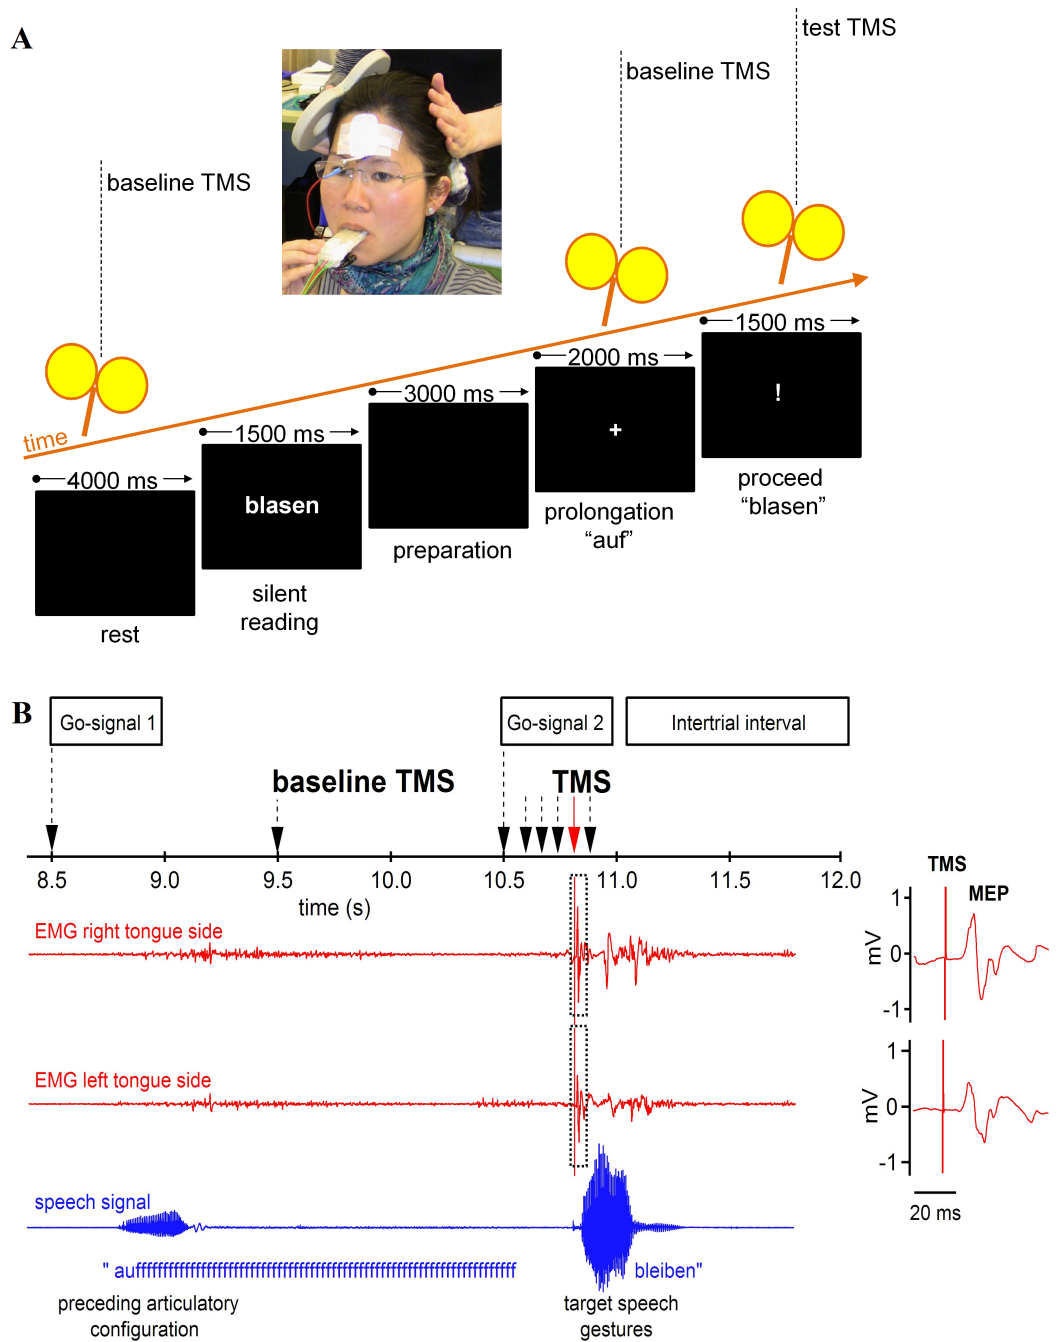 A
test TMS
baseline TMS
baseline TMS
time
4000 ms
1500 ms
3000 ms
2000 ms
1500 ms
blasen
+
!
rest
silent
reading
preparation
prolongation
“auf”
proceed
“blasen”
B
Go-signal 1
Go-signal 2
Intertrial interval
baseline TMS
TMS
8.5 9.0 9.5 10.0 10.5 11.0 11.5 12.0
time (s)
EMG right tongue side
EMG left tongue side
speech signal
" auffffffffffffffffffffffffffffffffffffffffffffffffffffffffffff bleiben"
preceding articulatory
configuration
target speech
gestures
TMS
MEP
1
0
-1
mV
1
0
-1
mV
20 ms